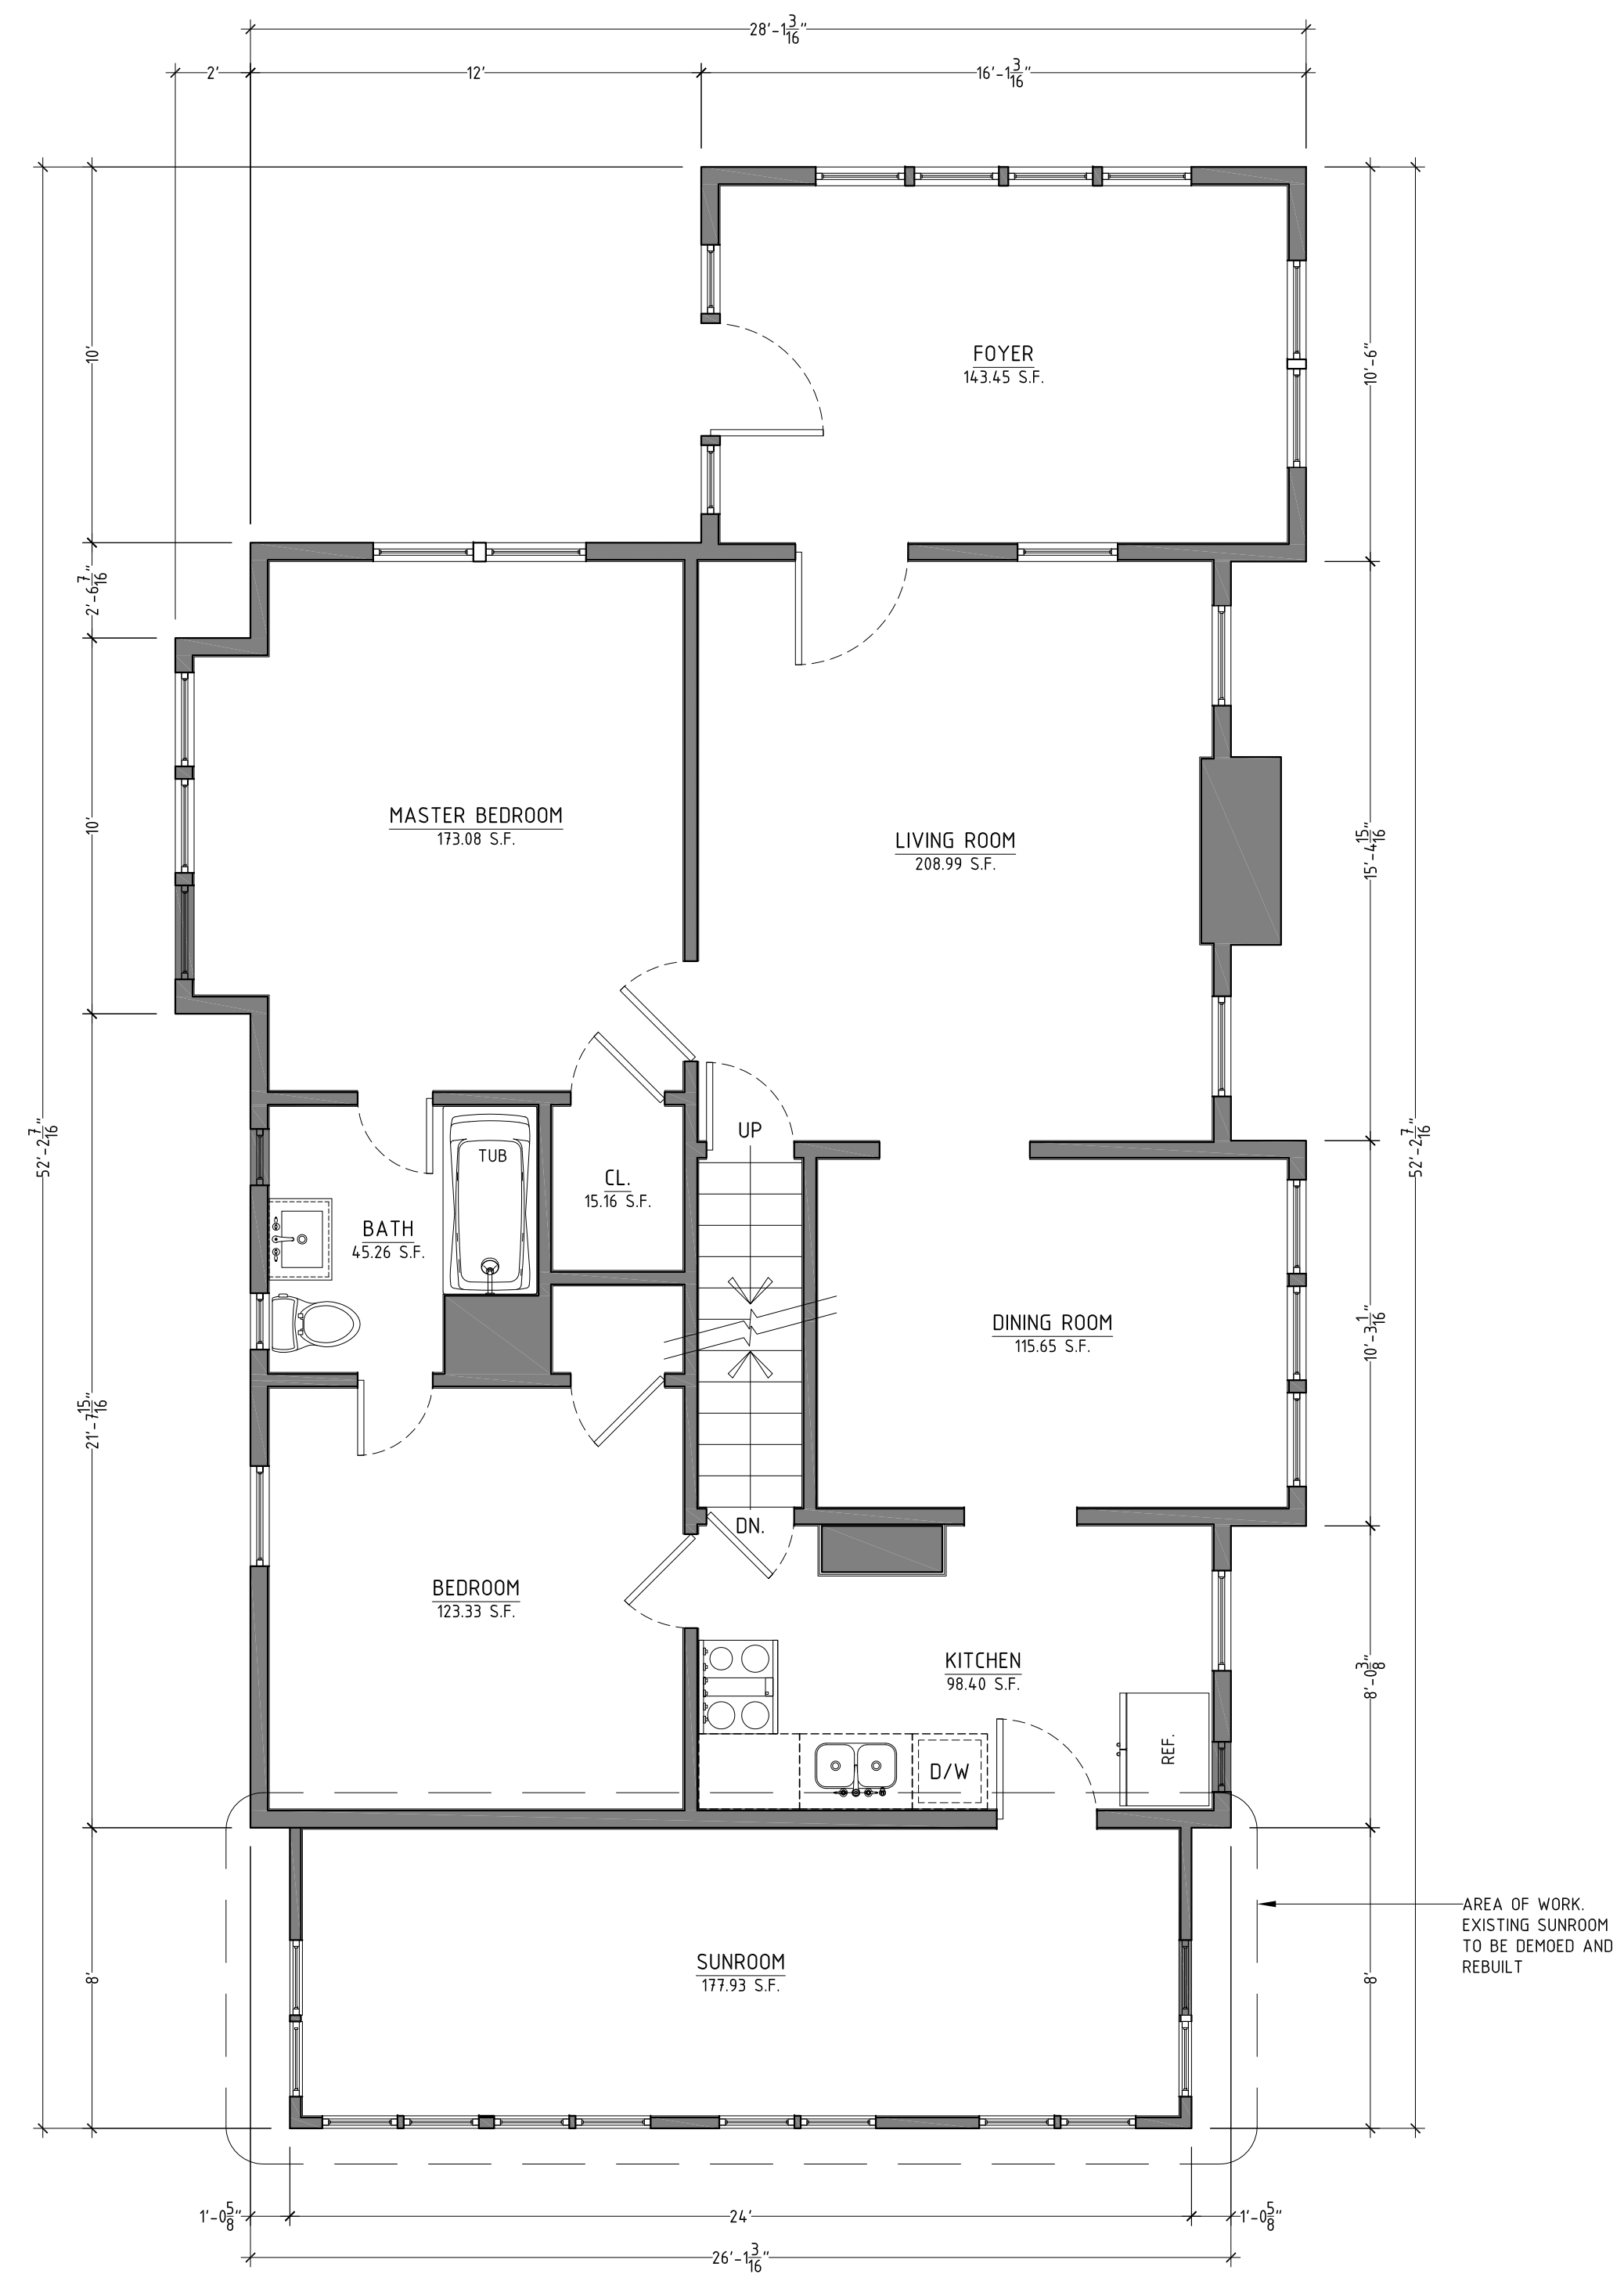 28'-1 3/16"
2'
12'
16'-1 3/16"
10'
10'-6"
FOYER
143.45 S.F.
2'-6 7/16"
MASTER BEDROOM
173.08 S.F.
10'
LIVING ROOM
208.99 S.F.
15'-4 15/16"
52'-2 7/16"
52'-2 7/16"
UP
TUB
CL.
15.16 S.F.
BATH
45.26 S.F.
DINING ROOM
115.65 S.F.
10'-3 1/16"
21'-7 15/16"
DN.
BEDROOM
123.33 S.F.
KITCHEN
98.40 S.F.
8'-0 3/8"
REF.
D/W
AREA OF WORK.
EXISTING SUNROOM
TO BE DEMOED AND
REBUILT
SUNROOM
177.93 S.F.
8'
8'
1'-0 5/8"
24'
1'-0 5/8"
26'-1 3/16"